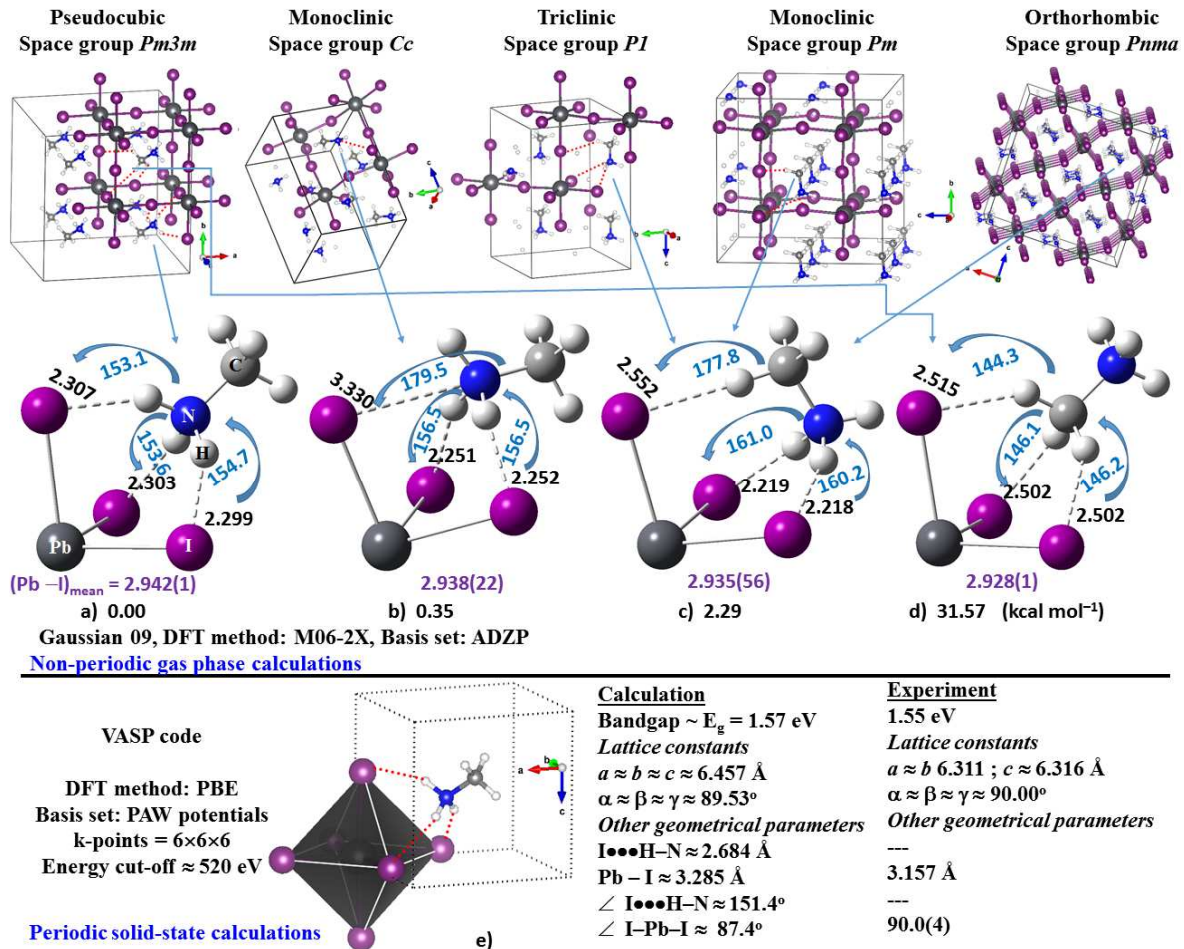 Pseudocubic
Space group Pm3m
Monoclinic
Space group Cc
Triclinic
Space group P1
Monoclinic
Space group Pm
Orthorhombic
Space group Pnma
b
a
c
b
a
b
a
c
c
b
a
c
153.1
2.307
C
N
153.6
H
154.7
2.303
2.299
Pb
I
(Pb –I)mean = 2.942(1)
a) 0.00
179.5
3.330
156.5
156.5
2.251
2.252
2.938(22)
b) 0.35
177.8
2.552
161.0
2.219
160.2
2.218
2.935(56)
c) 2.29
144.3
2.515
146.1
146.2
2.502
2.502
2.928(1)
d) 31.57 (kcal mol⁻¹)
Gaussian 09, DFT method: M06-2X, Basis set: ADZP
Non-periodic gas phase calculations
VASP code
DFT method: PBE
Basis set: PAW potentials
k-points = 6×6×6
Energy cut-off ≈ 520 eV
Periodic solid-state calculations
a
b
c
e)
Calculation
Bandgap ~ Eg = 1.57 eV
Lattice constants
a ≈ b ≈ c ≈ 6.457 Å
α ≈ β ≈ γ ≈ 89.53º
Other geometrical parameters
I●●●H–N ≈ 2.684 Å
Pb – I ≈ 3.285 Å
∠ I●●●H–N ≈ 151.4º
∠ I–Pb–I ≈ 87.4º
Experiment
1.55 eV
Lattice constants
a ≈ b 6.311 ; c ≈ 6.316 Å
α ≈ β ≈ γ ≈ 90.00º
Other geometrical parameters
---
3.157 Å
---
90.0(4)